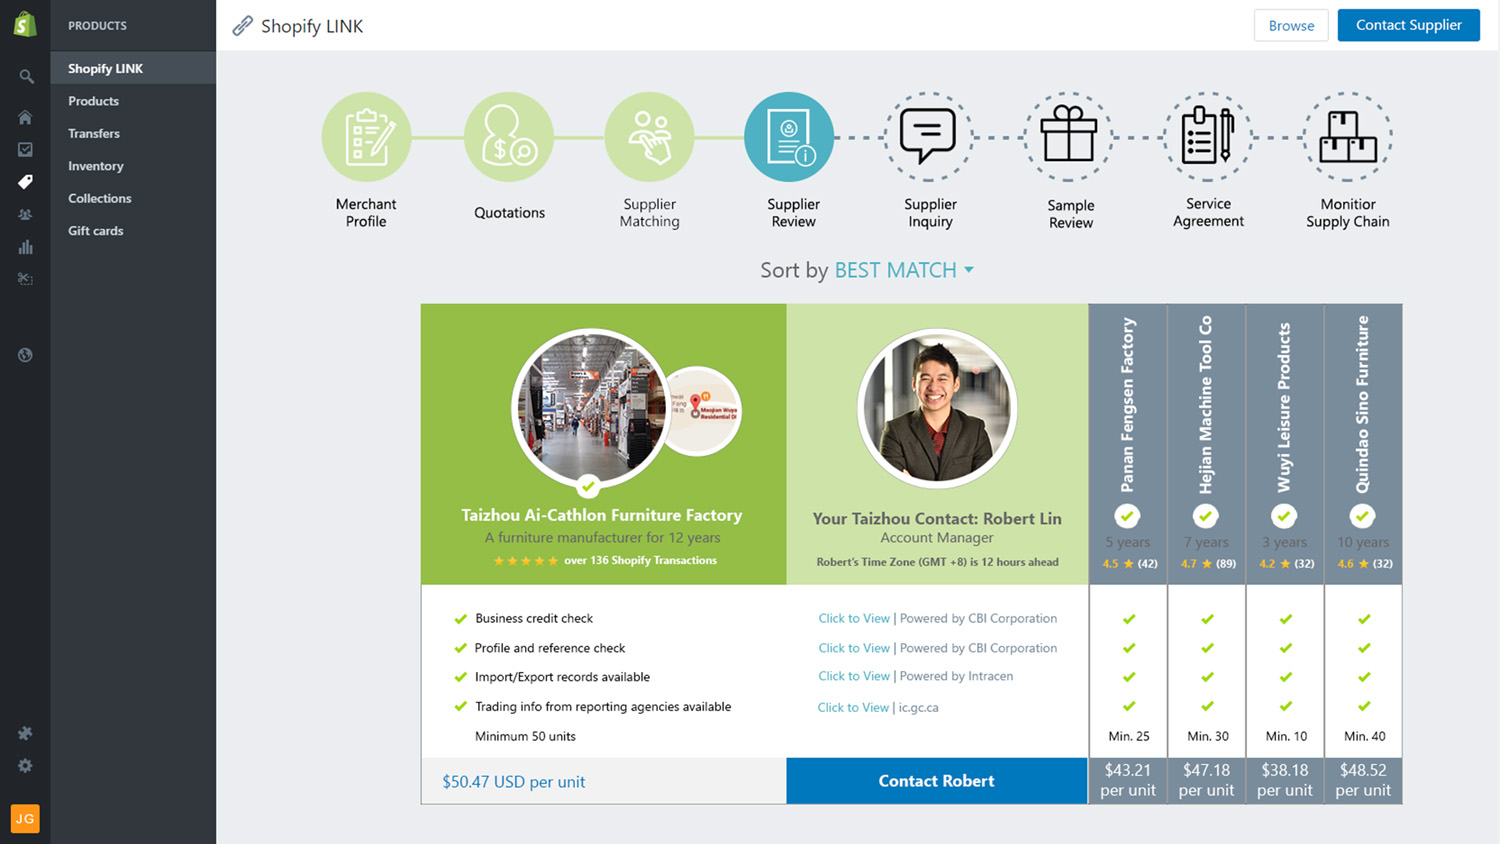 PRODUCTS
Shopify LINK
Products
Transfers
Inventory
Collections
Gift cards
JG
Shopify LINK
Browse
Contact Supplier
Merchant
Profile
Quotations
Supplier
Matching
Supplier
Review
Supplier
Inquiry
Sample
Review
Service
Agreement
Monitior
Supply Chain
Sort by BEST MATCH
Taizhou Ai-Cathlon Furniture Factory
A furniture manufacturer for 12 years
over 136 Shopify Transactions
Your Taizhou Contact: Robert Lin
Account Manager
Robert's Time Zone (GMT +8) is 12 hours ahead
Panan Fengsen Factory
5 years
4.5 ★ (42)
Hejian Machine Tool Co
7 years
4.7 ★ (89)
Wuyi Leisure Products
3 years
4.2 ★ (32)
Quindao Sino Furniture
10 years
4.6 ★ (32)
Business credit check
Click to View | Powered by CBI Corporation
Profile and reference check
Click to View | Powered by CBI Corporation
Import/Export records available
Click to View | Powered by Intracen
Trading info from reporting agencies available
Click to View | ic.gc.ca
Minimum 50 units
Min. 25
Min. 30
Min. 10
Min. 40
$50.47 USD per unit
Contact Robert
$43.21
per unit
$47.18
per unit
$38.18
per unit
$48.52
per unit